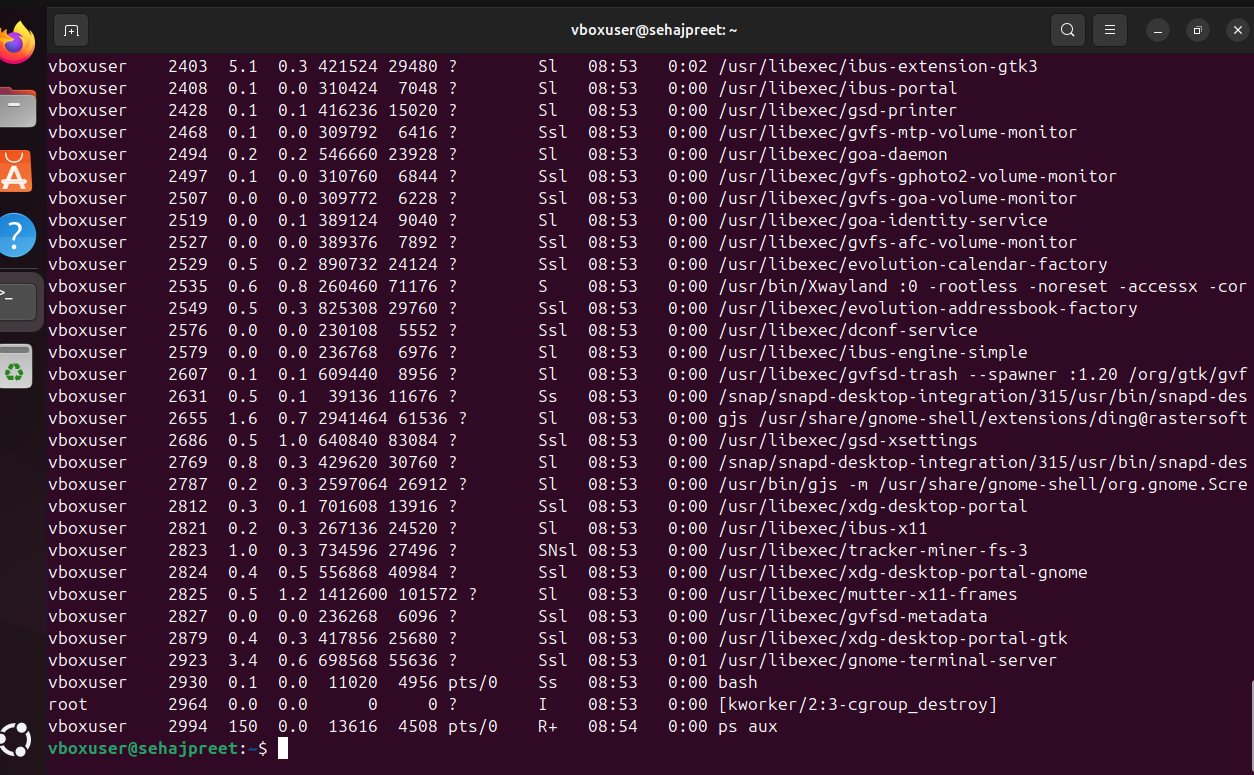 vboxuser@sehajpreet: ~
vboxuser 2403 5.1 0.3 421524 29480 ? Sl 08:53 0:02 /usr/libexec/ibus-extension-gtk3
vboxuser 2408 0.1 0.0 310424 7048 ? Sl 08:53 0:00 /usr/libexec/ibus-portal
vboxuser 2428 0.1 0.1 416236 15020 ? Sl 08:53 0:00 /usr/libexec/gsd-printer
vboxuser 2468 0.1 0.0 309792 6416 ? Ssl 08:53 0:00 /usr/libexec/gvfs-mtp-volume-monitor
vboxuser 2494 0.2 0.2 546660 23928 ? Sl 08:53 0:00 /usr/libexec/goa-daemon
vboxuser 2497 0.1 0.0 310760 6844 ? Ssl 08:53 0:00 /usr/libexec/gvfs-gphoto2-volume-monitor
vboxuser 2507 0.0 0.0 309772 6228 ? Ssl 08:53 0:00 /usr/libexec/gvfs-goa-volume-monitor
vboxuser 2519 0.0 0.1 389124 9040 ? Sl 08:53 0:00 /usr/libexec/goa-identity-service
vboxuser 2527 0.0 0.0 389376 7892 ? Ssl 08:53 0:00 /usr/libexec/gvfs-afc-volume-monitor
vboxuser 2529 0.5 0.2 890732 24124 ? Ssl 08:53 0:00 /usr/libexec/evolution-calendar-factory
vboxuser 2535 0.6 0.8 260460 71176 ? S 08:53 0:00 /usr/bin/Xwayland :0 -rootless -noreset -accessx -cor
vboxuser 2549 0.5 0.3 825308 29760 ? Ssl 08:53 0:00 /usr/libexec/evolution-addressbook-factory
vboxuser 2576 0.0 0.0 230108 5552 ? Ssl 08:53 0:00 /usr/libexec/dconf-service
vboxuser 2579 0.0 0.0 236768 6976 ? Sl 08:53 0:00 /usr/libexec/ibus-engine-simple
vboxuser 2607 0.1 0.1 609440 8956 ? Sl 08:53 0:00 /usr/libexec/gvfsd-trash --spawner :1.20 /org/gtk/gvf
vboxuser 2631 0.5 0.1 39136 11676 ? Ss 08:53 0:00 /snap/snapd-desktop-integration/315/usr/bin/snapd-des
vboxuser 2655 1.6 0.7 2941464 61536 ? Sl 08:53 0:00 gjs /usr/share/gnome-shell/extensions/ding@rastersoft
vboxuser 2686 0.5 1.0 640840 83084 ? Ssl 08:53 0:00 /usr/libexec/gsd-xsettings
vboxuser 2769 0.8 0.3 429620 30760 ? Sl 08:53 0:00 /snap/snapd-desktop-integration/315/usr/bin/snapd-des
vboxuser 2787 0.2 0.3 2597064 26912 ? Sl 08:53 0:00 /usr/bin/gjs -m /usr/share/gnome-shell/org.gnome.Scre
vboxuser 2812 0.3 0.1 701608 13916 ? Ssl 08:53 0:00 /usr/libexec/xdg-desktop-portal
vboxuser 2821 0.2 0.3 267136 24520 ? Sl 08:53 0:00 /usr/libexec/ibus-x11
vboxuser 2823 1.0 0.3 734596 27496 ? SNsl 08:53 0:00 /usr/libexec/tracker-miner-fs-3
vboxuser 2824 0.4 0.5 556868 40984 ? Ssl 08:53 0:00 /usr/libexec/xdg-desktop-portal-gnome
vboxuser 2825 0.5 1.2 1412600 101572 ? Sl 08:53 0:00 /usr/libexec/mutter-x11-frames
vboxuser 2827 0.0 0.0 236268 6096 ? Ssl 08:53 0:00 /usr/libexec/gvfsd-metadata
vboxuser 2879 0.4 0.3 417856 25680 ? Ssl 08:53 0:00 /usr/libexec/xdg-desktop-portal-gtk
vboxuser 2923 3.4 0.6 698568 55636 ? Ssl 08:53 0:01 /usr/libexec/gnome-terminal-server
vboxuser 2930 0.1 0.0 11020 4956 pts/0 Ss 08:53 0:00 bash
root 2964 0.0 0.0 0 0 ? I 08:53 0:00 [kworker/2:3-cgroup_destroy]
vboxuser 2994 150 0.0 13616 4508 pts/0 R+ 08:54 0:00 ps aux
vboxuser@sehajpreet:~$